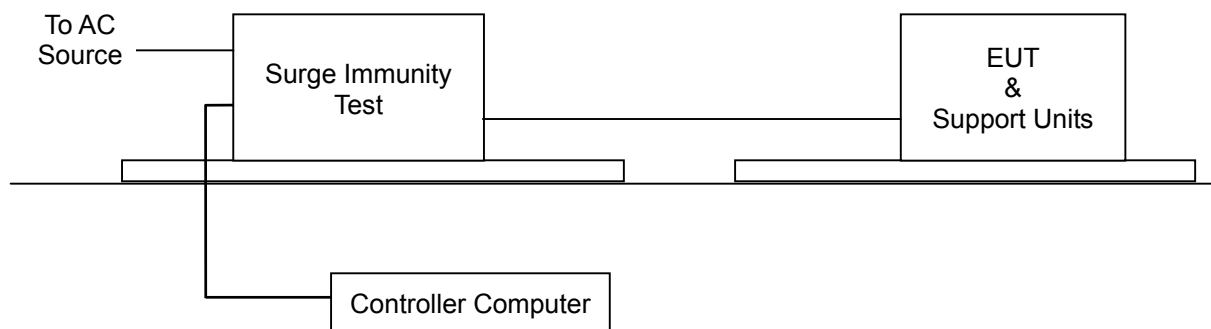 To AC
Source
Surge Immunity
Test
EUT
&
Support Units
Controller Computer